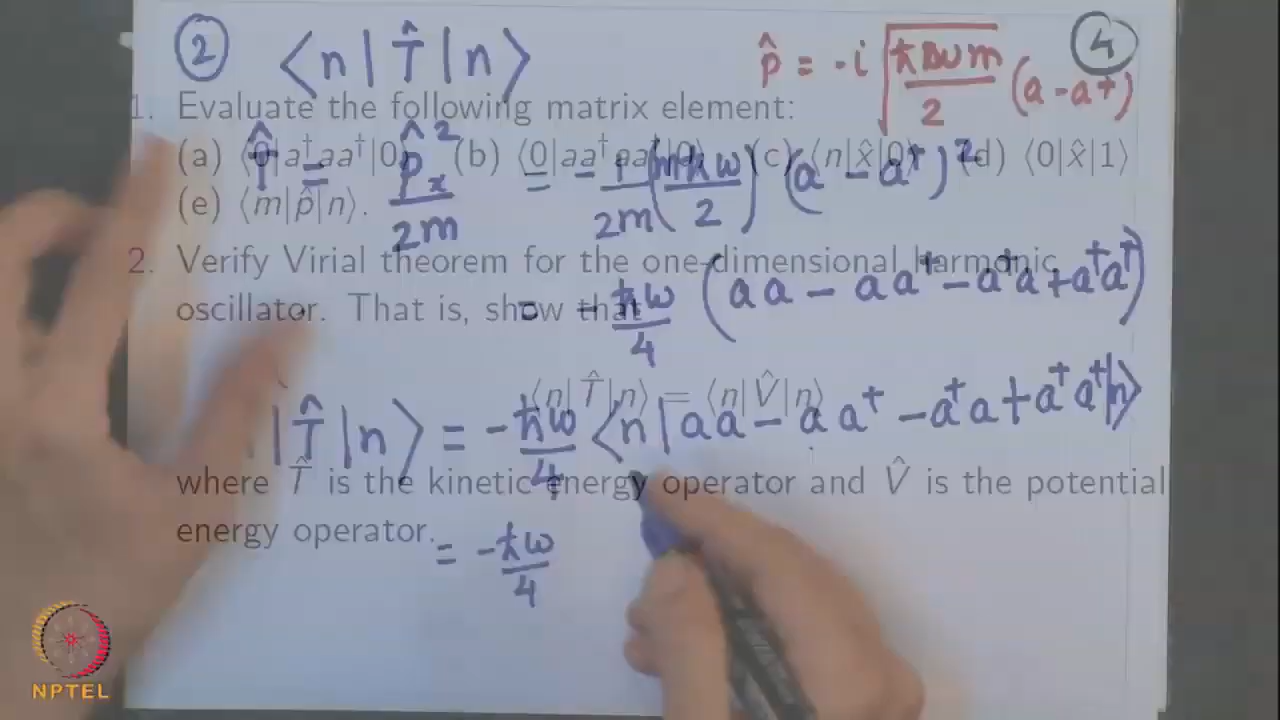 ② ⟨n|T̂|n⟩ p̂ = -i √(ħωm/2) (a - a†) ④
1. Evaluate the following matrix element:
(a) ⟨0|a†aa†|0⟩ (b) ⟨0|aa†aa†|0⟩ (c) ⟨n|x̂|0⟩ (d) ⟨0|x̂|1⟩
(e) ⟨m|p̂|n⟩.
T̂ = p̂ₓ²/2m = -1/2m (mħω/2) (a - a†)²
2. Verify Virial theorem for the one-dimensional harmonic
oscillator. That is, show that
= -ħω/4 (aa - aa† - a†a + a†a†)
⟨n|T̂|n⟩ = ⟨n|V̂|n⟩
|T̂|n⟩ = -ħω/4 ⟨n|aa - aa† - a†a + a†a†|n⟩
where T̂ is the kinetic energy operator and V̂ is the potential
energy operator.
= -ħω/4
NPTEL